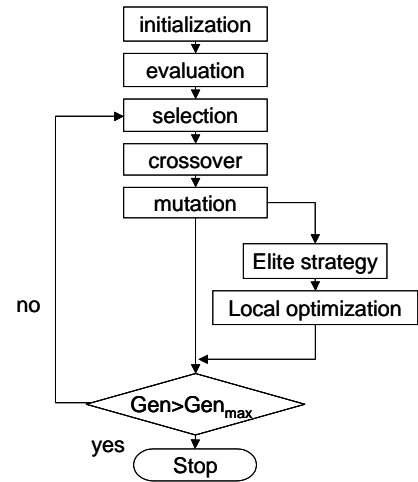 initialization
evaluation
selection
crossover
mutation
Elite strategy
Local optimization
no
Gen>Genmax
yes
Stop